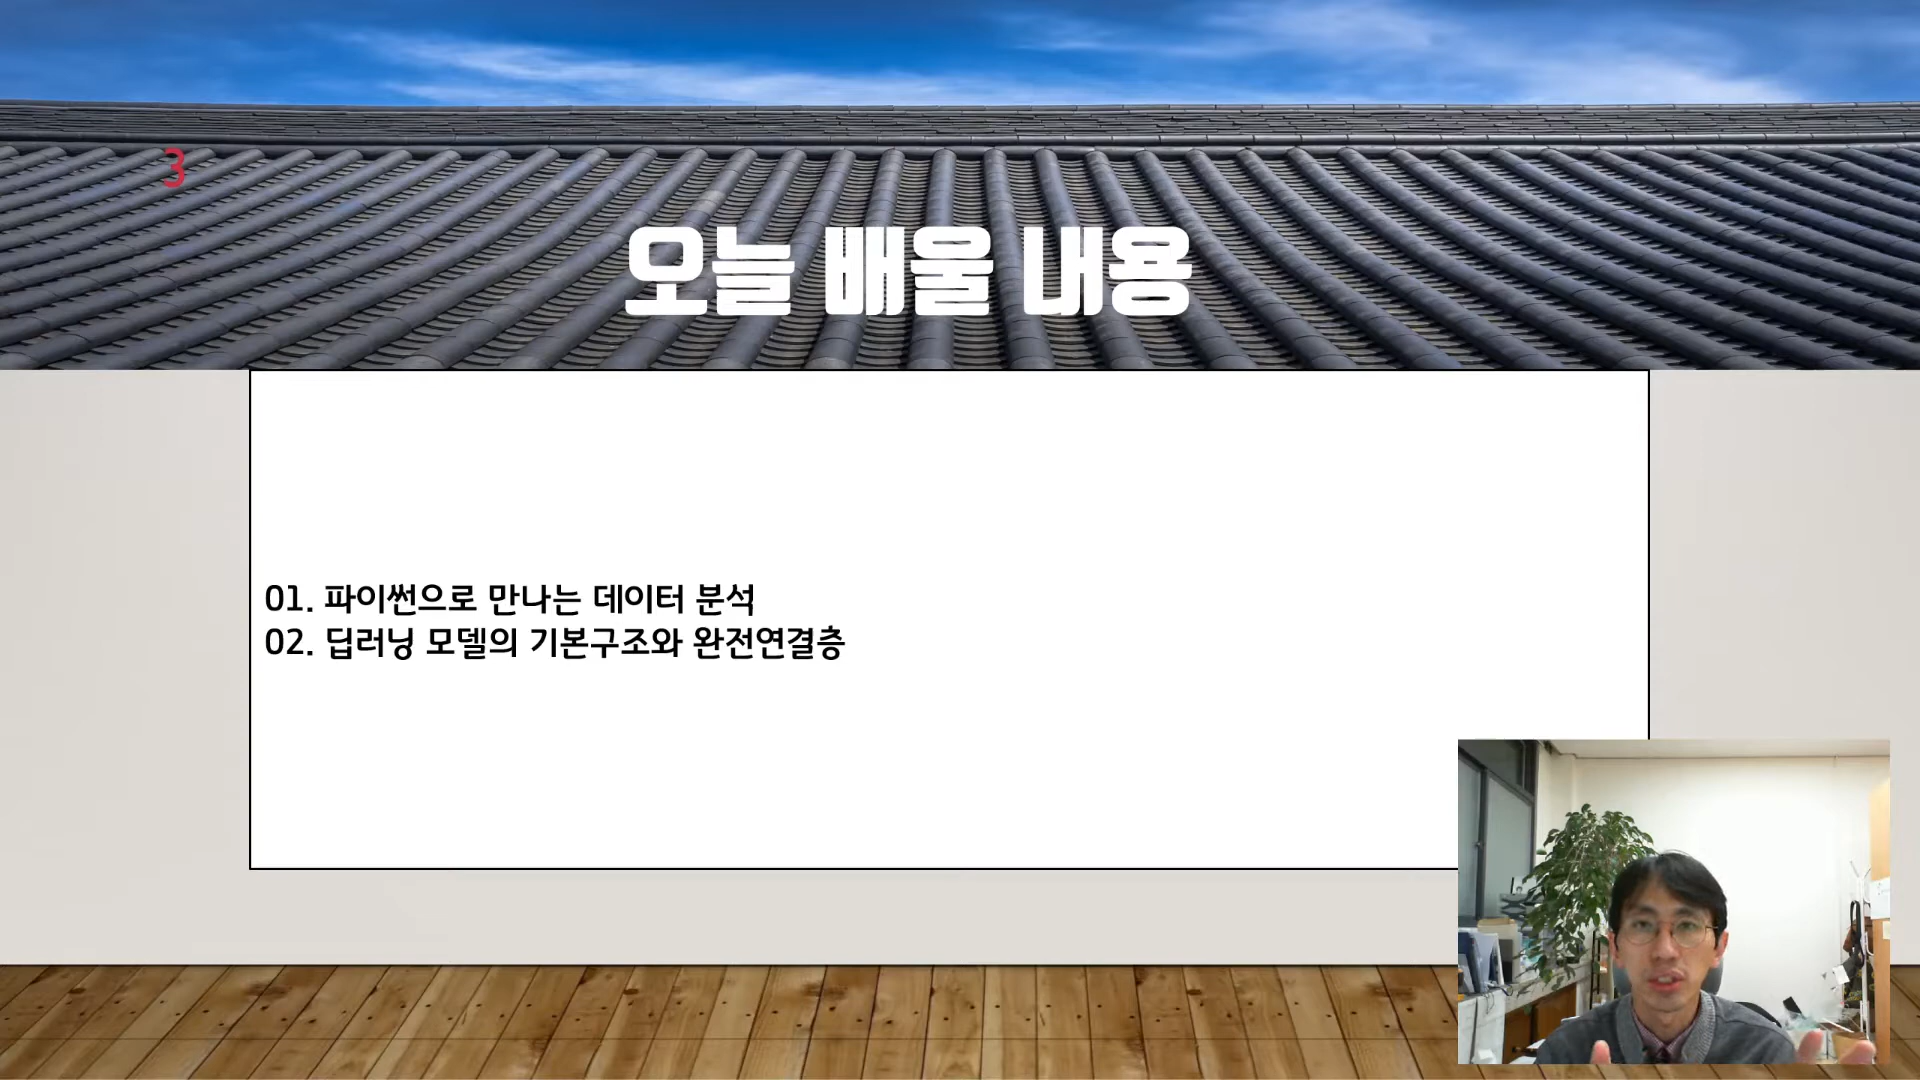 3
오늘 배울 내용
01. 파이썬으로 만나는 데이터 분석
02. 딥러닝 모델의 기본구조와 완전연결층